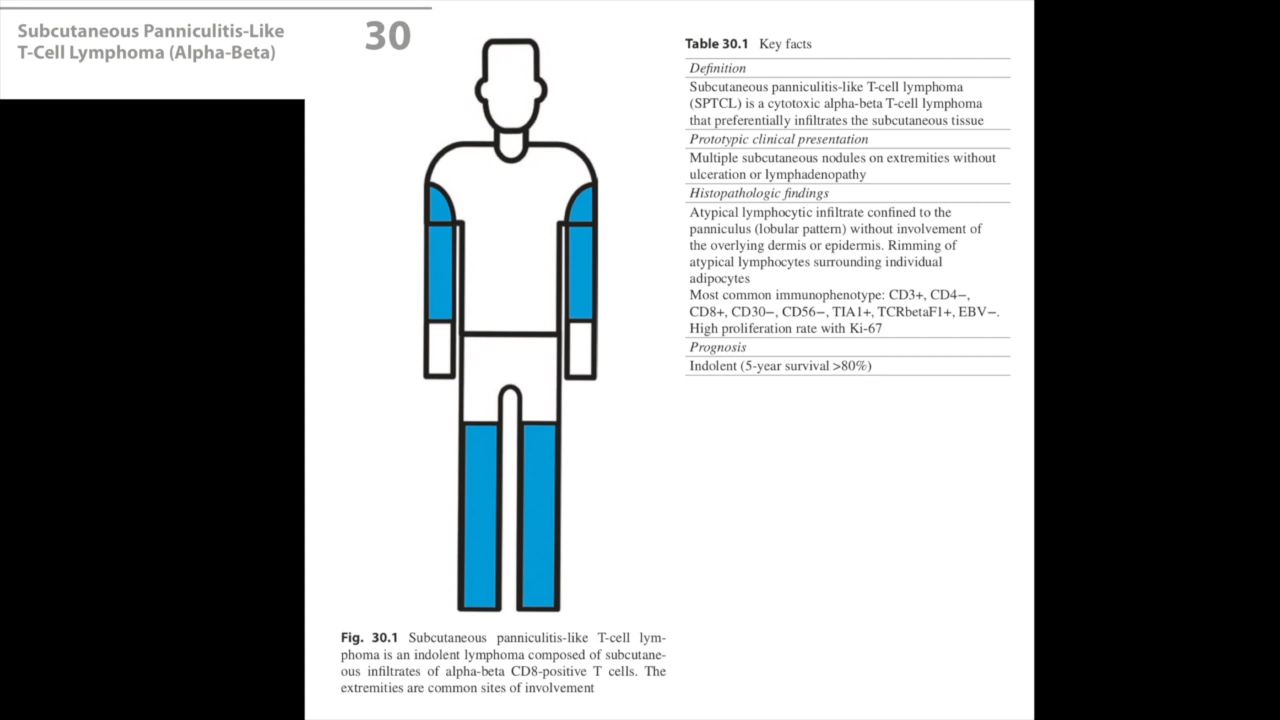 Subcutaneous Panniculitis-Like
T-Cell Lymphoma (Alpha-Beta)
30
Table 30.1 Key facts
Definition
Subcutaneous panniculitis-like T-cell lymphoma
(SPTCL) is a cytotoxic alpha-beta T-cell lymphoma
that preferentially infiltrates the subcutaneous tissue
Prototypic clinical presentation
Multiple subcutaneous nodules on extremities without
ulceration or lymphadenopathy
Histopathologic findings
Atypical lymphocytic infiltrate confined to the
panniculus (lobular pattern) without involvement of
the overlying dermis or epidermis. Rimming of
atypical lymphocytes surrounding individual
adipocytes
Most common immunophenotype: CD3+, CD4−,
CD8+, CD30−, CD56−, TIA1+, TCRbetaF1+, EBV−.
High proliferation rate with Ki-67
Prognosis
Indolent (5-year survival >80%)
Fig. 30.1 Subcutaneous panniculitis-like T-cell lym-
phoma is an indolent lymphoma composed of subcutane-
ous infiltrates of alpha-beta CD8-positive T cells. The
extremities are common sites of involvement